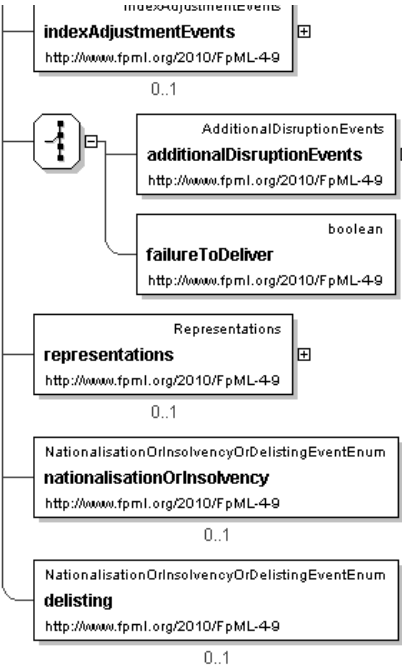 IndexAdjustmentEvents
indexAdjustmentEvents
http://www.fpml.org/2010/FpML-4-9
0..1
AdditionalDisruptionEvents
additionalDisruptionEvents
http://www.fpml.org/2010/FpML-4-9
boolean
failureToDeliver
http://www.fpml.org/2010/FpML-4-9
Representations
representations
http://www.fpml.org/2010/FpML-4-9
0..1
NationalisationOrInsolvencyOrDelistingEventEnum
nationalisationOrInsolvency
http://www.fpml.org/2010/FpML-4-9
0..1
NationalisationOrInsolvencyOrDelistingEventEnum
delisting
http://www.fpml.org/2010/FpML-4-9
0..1